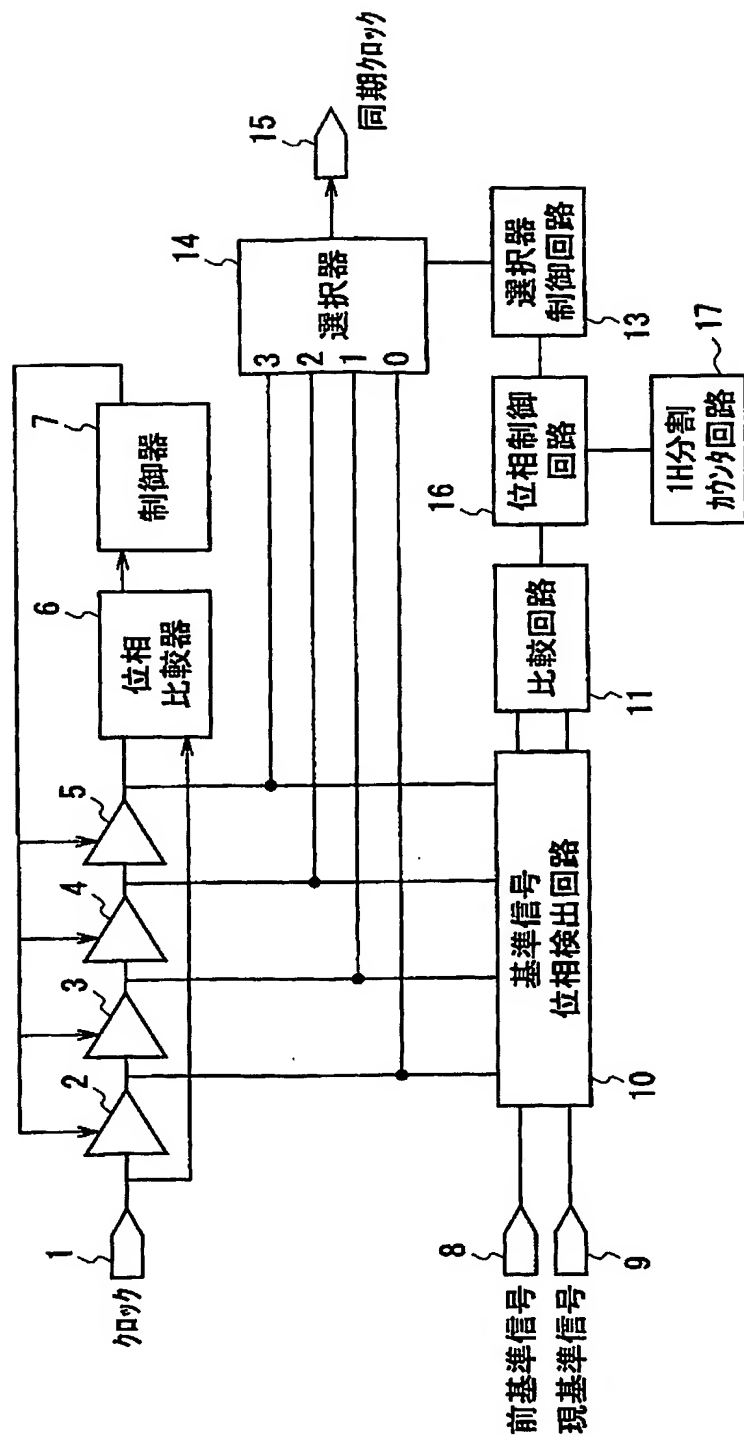 1
クロック
2
3
4
5
6
位相
比較器
7
制御器
14
選択器
3
2
1
0
15
同期クロック
8
前基準信号
9
現基準信号
10
基準信号
位相検出回路
11
比較回路
16
位相制御
回路
13
選択器
制御回路
17
1H分割
カウンタ回路